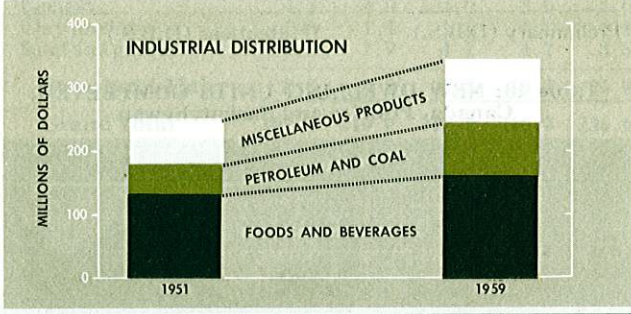 INDUSTRIAL DISTRIBUTION
MILLIONS OF DOLLARS
400
300
200
100
0
MISCELLANEOUS PRODUCTS
PETROLEUM AND COAL
FOODS AND BEVERAGES
1951
1959